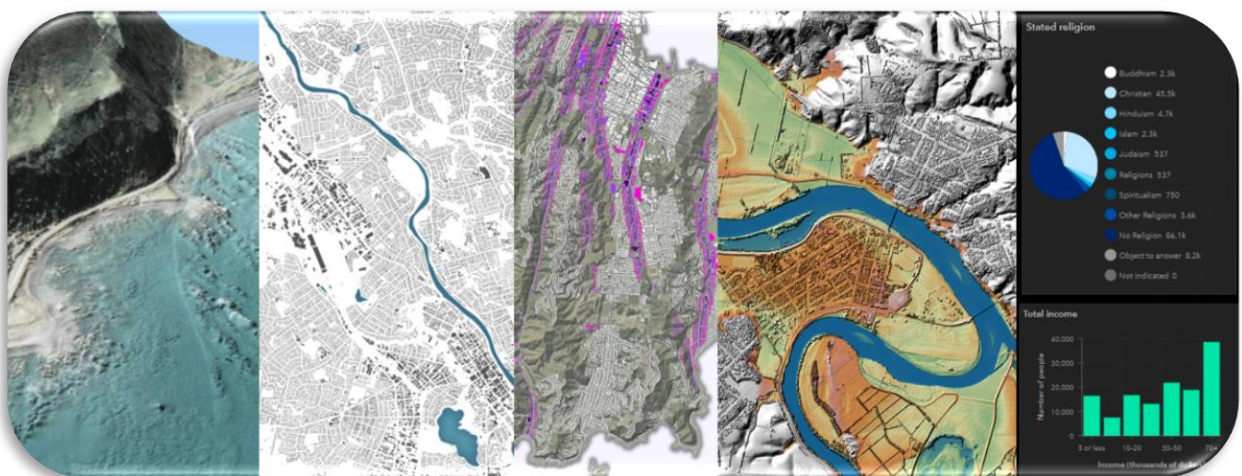 Stated religion
Buddhism 2.3k
Christian 45.5k
Hinduism 4.7k
Islam 2.3k
Judaism 537
Religions 537
Spiritualism 750
Other Religions 3.6k
No Religion 86.1k
Object to answer 8.2k
Not indicated 0
Total income
Number of people
40,000
30,000
20,000
10,000
0
5 or less
10-20
30-50
70+
Income (thousands of dollar